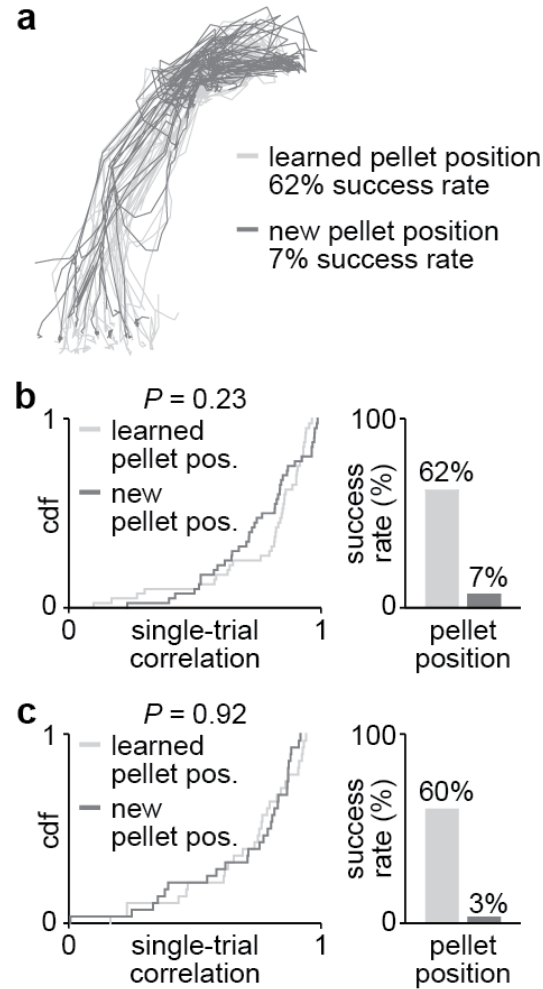 a
learned pellet position
62% success rate
new pellet position
7% success rate
b
P = 0.23
1
learned
pellet pos.
new
pellet pos.
cdf
0
0
1
single-trial
correlation
100
success
rate (%)
62%
7%
0
pellet
position
c
P = 0.92
1
learned
pellet pos.
new
pellet pos.
cdf
0
0
1
single-trial
correlation
100
success
rate (%)
60%
3%
0
pellet
position